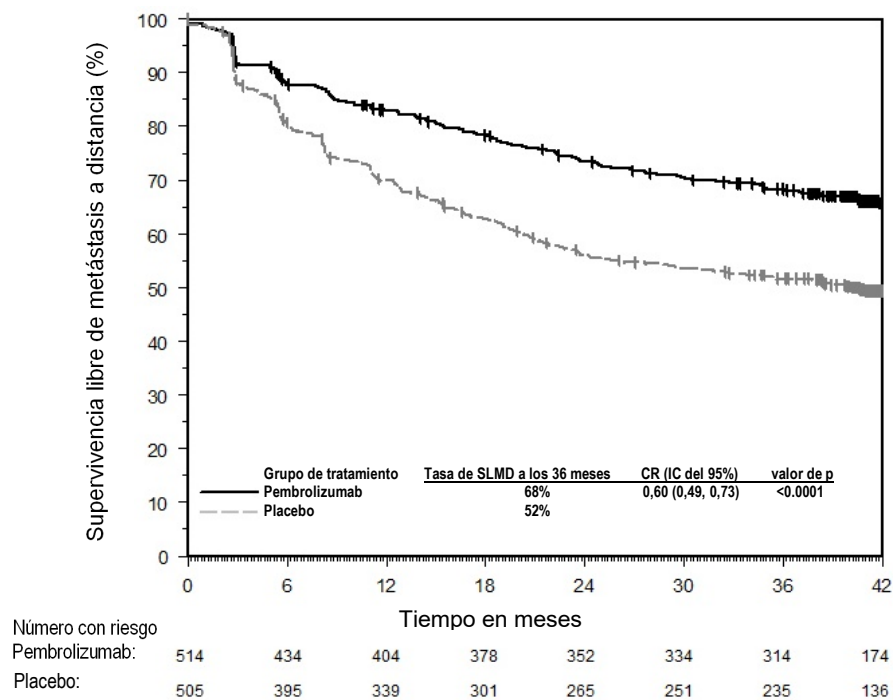 Supervivencia libre de metástasis a distancia (%)
100
90
80
70
60
50
40
30
20
10
0
Grupo de tratamiento Tasa de SLMD a los 36 meses CR (IC del 95%) valor de p
Pembrolizumab 68% 0,60 (0,49, 0,73) <0.0001
Placebo 52%
0 6 12 18 24 30 36 42
Tiempo en meses
Número con riesgo
Pembrolizumab: 514 434 404 378 352 334 314 174
Placebo: 505 395 339 301 265 251 235 136